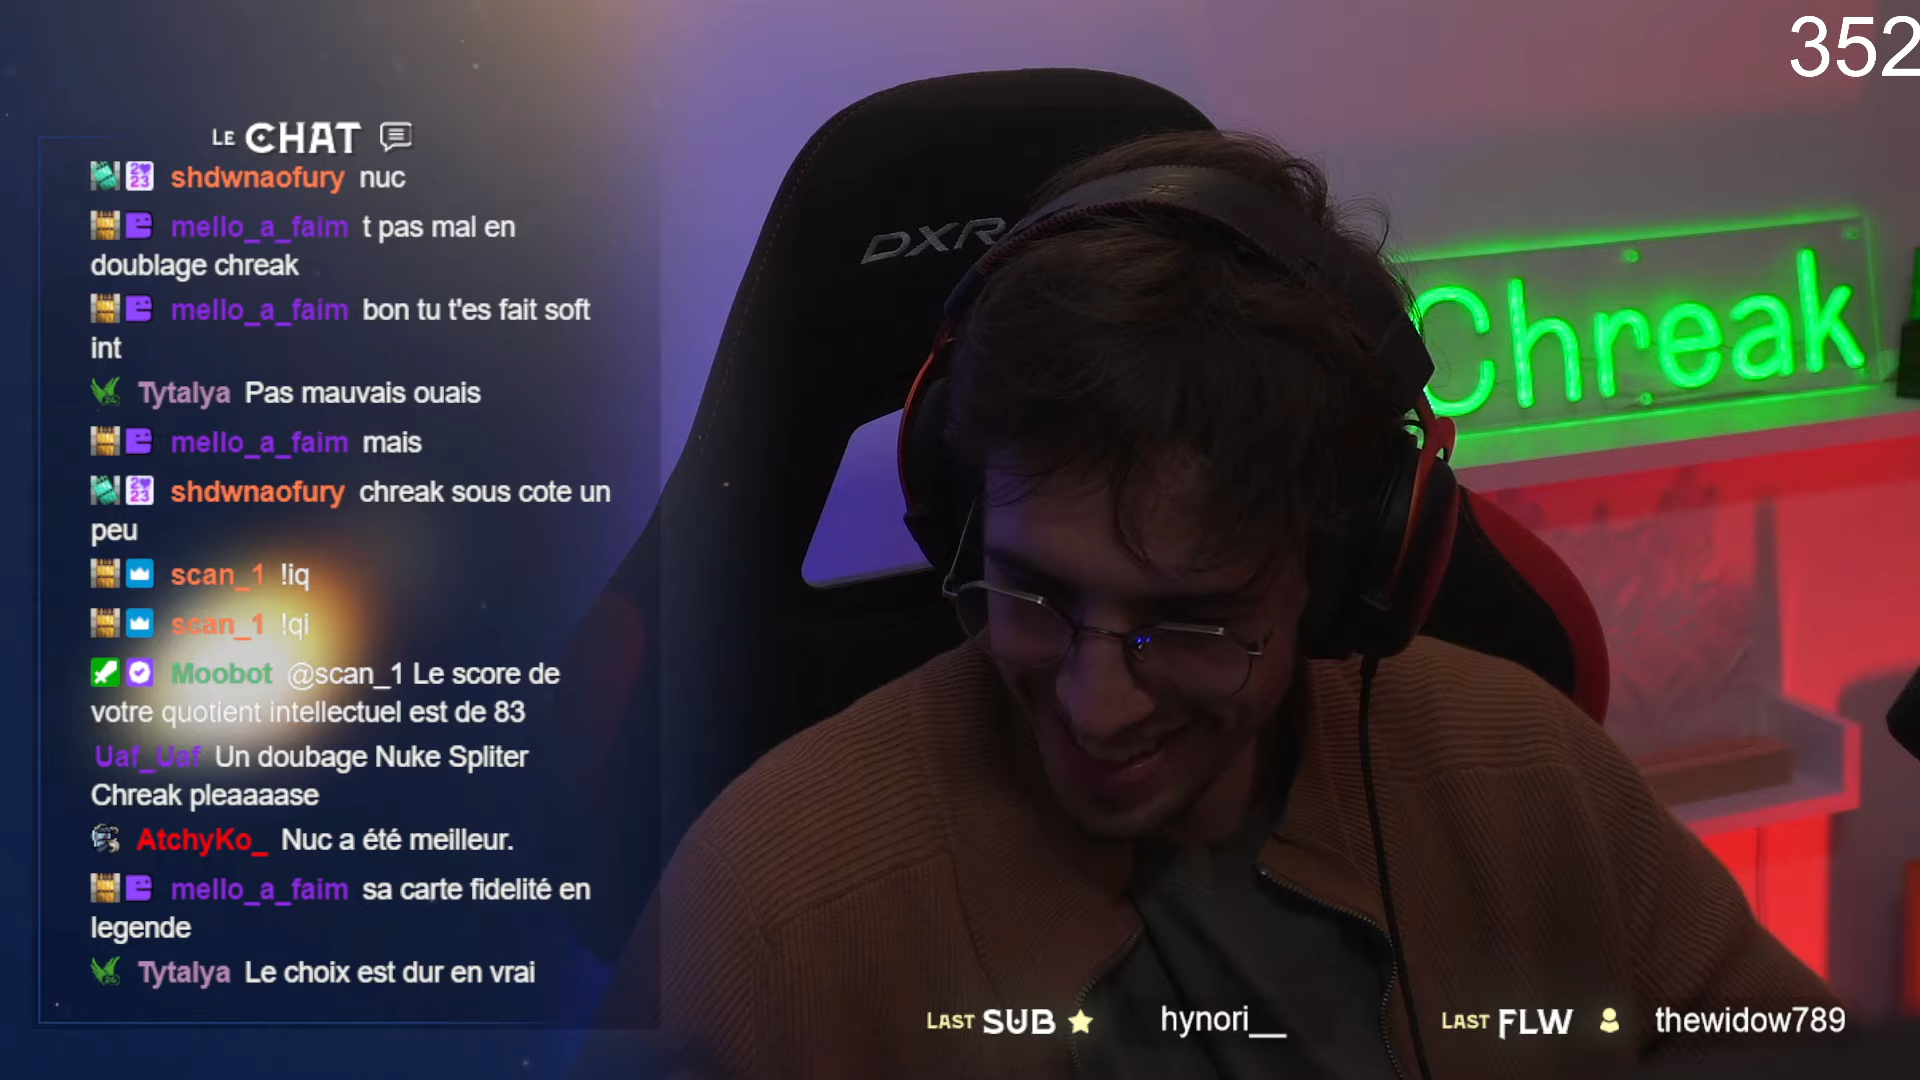 352
LE CHAT
shdwnaofury nuc
mello_a_faim t pas mal en
doublage chreak
mello_a_faim bon tu t'es fait soft
int
Tytalya Pas mauvais ouais
mello_a_faim mais
shdwnaofury chreak sous cote un
peu
scan_1 !iq
scan_1 !qi
Moobot @scan_1 Le score de
votre quotient intellectuel est de 83
Uaf_Uaf Un doubage Nuke Spliter
Chreak pleaaaase
AtchyKo_ Nuc a été meilleur.
mello_a_faim sa carte fidelité en
legende
Tytalya Le choix est dur en vrai
DXR
Chreak
LAST SUB hynori__
LAST FLW thewidow789